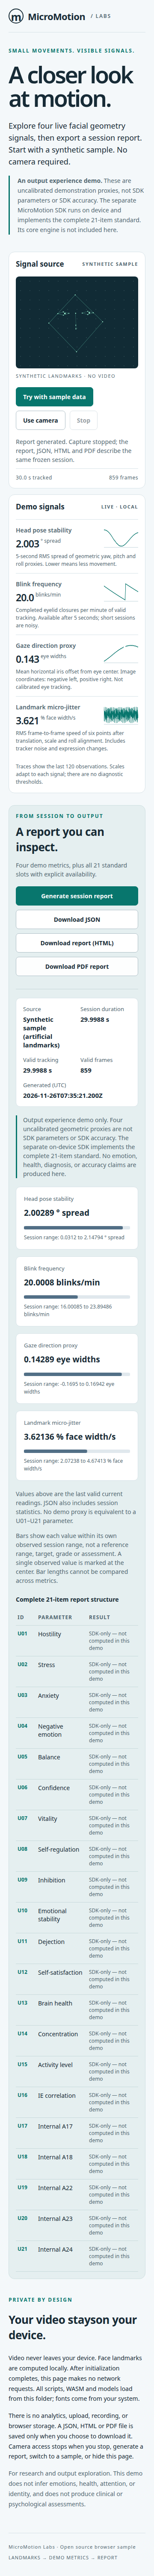 m MicroMotion / LABS
SMALL MOVEMENTS. VISIBLE SIGNALS.
A closer look
at motion.
Explore four live facial geometry
signals, then export a session report.
Start with a synthetic sample. No
camera required.
An output experience demo. These are
uncalibrated demonstration proxies, not SDK
parameters or SDK accuracy. The separate
MicroMotion SDK runs on device and
implements the complete 21-item standard.
Its core engine is not included here.
Signal source SYNTHETIC SAMPLE
SYNTHETIC LANDMARKS · NO VIDEO
Try with sample data
Use camera Stop
Report generated. Capture stopped; the
report, JSON, HTML and PDF describe the
same frozen session.
30.0 s tracked 859 frames
Demo signals LIVE · LOCAL
Head pose stability
2.003 ° spread
5-second RMS spread of geometric yaw, pitch and
roll proxies. Lower means less movement.
Blink frequency
20.0 blinks/min
Completed eyelid closures per minute of valid
tracking. Available after 5 seconds; short sessions
are noisy.
Gaze direction proxy
0.143 eye widths
Mean horizontal iris offset from eye center. Image
coordinates: negative left, positive right. Not
calibrated eye tracking.
Landmark micro-jitter
3.621 % face width/s
RMS frame-to-frame speed of six points after
translation, scale and roll alignment. Includes
tracker noise and expression changes.
Traces show the last 120 observations. Scales
adapt to each signal; there are no diagnostic
thresholds.
FROM SESSION TO OUTPUT
A report you can
inspect.
Four demo metrics, plus all 21 standard
slots with explicit availability.
Generate session report
Download JSON
Download report (HTML)
Download PDF report
Source Session duration
Synthetic 29.9988 s
sample
(artificial
landmarks)
Valid tracking Valid frames
29.9988 s 859
Generated (UTC)
2026-11-26T07:35:21.200Z
Output experience demo only. Four
uncalibrated demonstration proxies are not
SDK parameters or SDK accuracy. The
separate on-device SDK implements the
complete 21-item standard. No emotion,
health, diagnosis, or accuracy claims are
produced here.
Head pose stability
2.00289 ° spread
Session range: 0.0312 to 2.14794 ° spread
Blink frequency
20.0008 blinks/min
Session range: 16.00085 to 23.89486
blinks/min
Gaze direction proxy
0.14289 eye widths
Session range: -0.1695 to 0.16942 eye
widths
Landmark micro-jitter
3.62136 % face width/s
Session range: 2.07238 to 4.67413 % face
width/s
Values above are the last valid current
readings. JSON also includes session
statistics. No demo proxy is equivalent to a
U01–U21 parameter.
Bars show each value within its own
observed session range, not a reference
range, target, grade or assessment. A
single observed value is marked at the
center. Bar lengths cannot be compared
across metrics.
Complete 21-item report structure
ID PARAMETER RESULT
U01 Hostility SDK-only — not
computed in this
demo
U02 Stress SDK-only — not
computed in this
demo
U03 Anxiety SDK-only — not
computed in this
demo
U04 Negative SDK-only — not
emotion computed in this
demo
U05 Balance SDK-only — not
computed in this
demo
U06 Confidence SDK-only — not
computed in this
demo
U07 Vitality SDK-only — not
computed in this
demo
U08 Self-regulation SDK-only — not
computed in this
demo
U09 Inhibition SDK-only — not
computed in this
demo
U10 Emotional SDK-only — not
stability computed in this
demo
U11 Dejection SDK-only — not
computed in this
demo
U12 Self-satisfaction SDK-only — not
computed in this
demo
U13 Brain health SDK-only — not
computed in this
demo
U14 Concentration SDK-only — not
computed in this
demo
U15 Activity level SDK-only — not
computed in this
demo
U16 IE correlation SDK-only — not
computed in this
demo
U17 Internal A17 SDK-only — not
computed in this
demo
U18 Internal A18 SDK-only — not
computed in this
demo
U19 Internal A22 SDK-only — not
computed in this
demo
U20 Internal A23 SDK-only — not
computed in this
demo
U21 Internal A24 SDK-only — not
computed in this
demo
PRIVATE BY DESIGN
Your video stayson your
device.
Video never leaves your device. Face landmarks
are computed locally. After initialization
completes, this page makes no network
requests. All scripts, WASM and models load
from this folder; fonts come from your system.
There is no analytics, upload, recording, or
browser storage. A JSON, HTML or PDF file is
saved only when you choose to download it.
Camera access stops when you stop, generate a
report, switch to a sample, or hide this page.
For research and output exploration. This demo
does not infer emotions, health, attention, or
identity, and does not produce clinical or
psychological assessments.
MicroMotion Labs · Open source browser sample
LANDMARKS → DEMO METRICS → REPORT